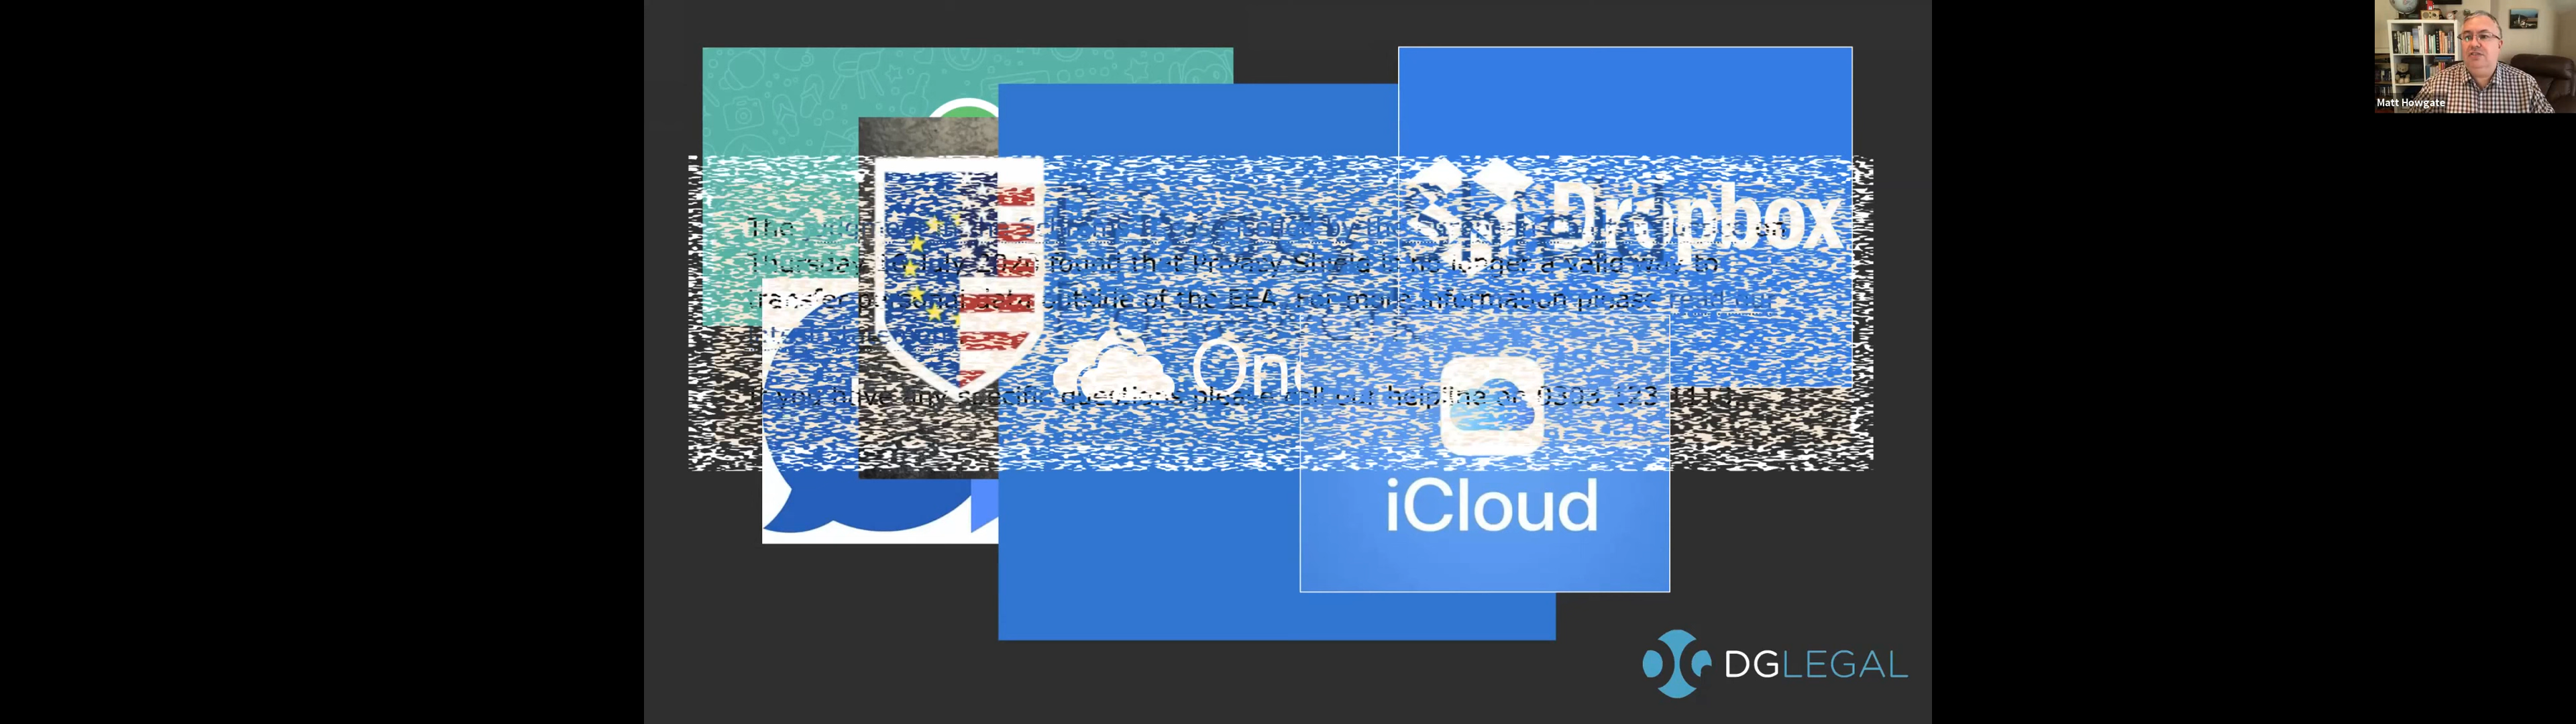 Matt Howgate
Dropbox
The judgment in the Schrems II case issued by the
Thursday 16 July 2020 found that Privacy Shield is no longer a valid way to
transfer personal data outside of the EEA. For more information please read our
If you have any specific questions please call our helpline on 0303 123 1113.
iCloud
DGLEGAL